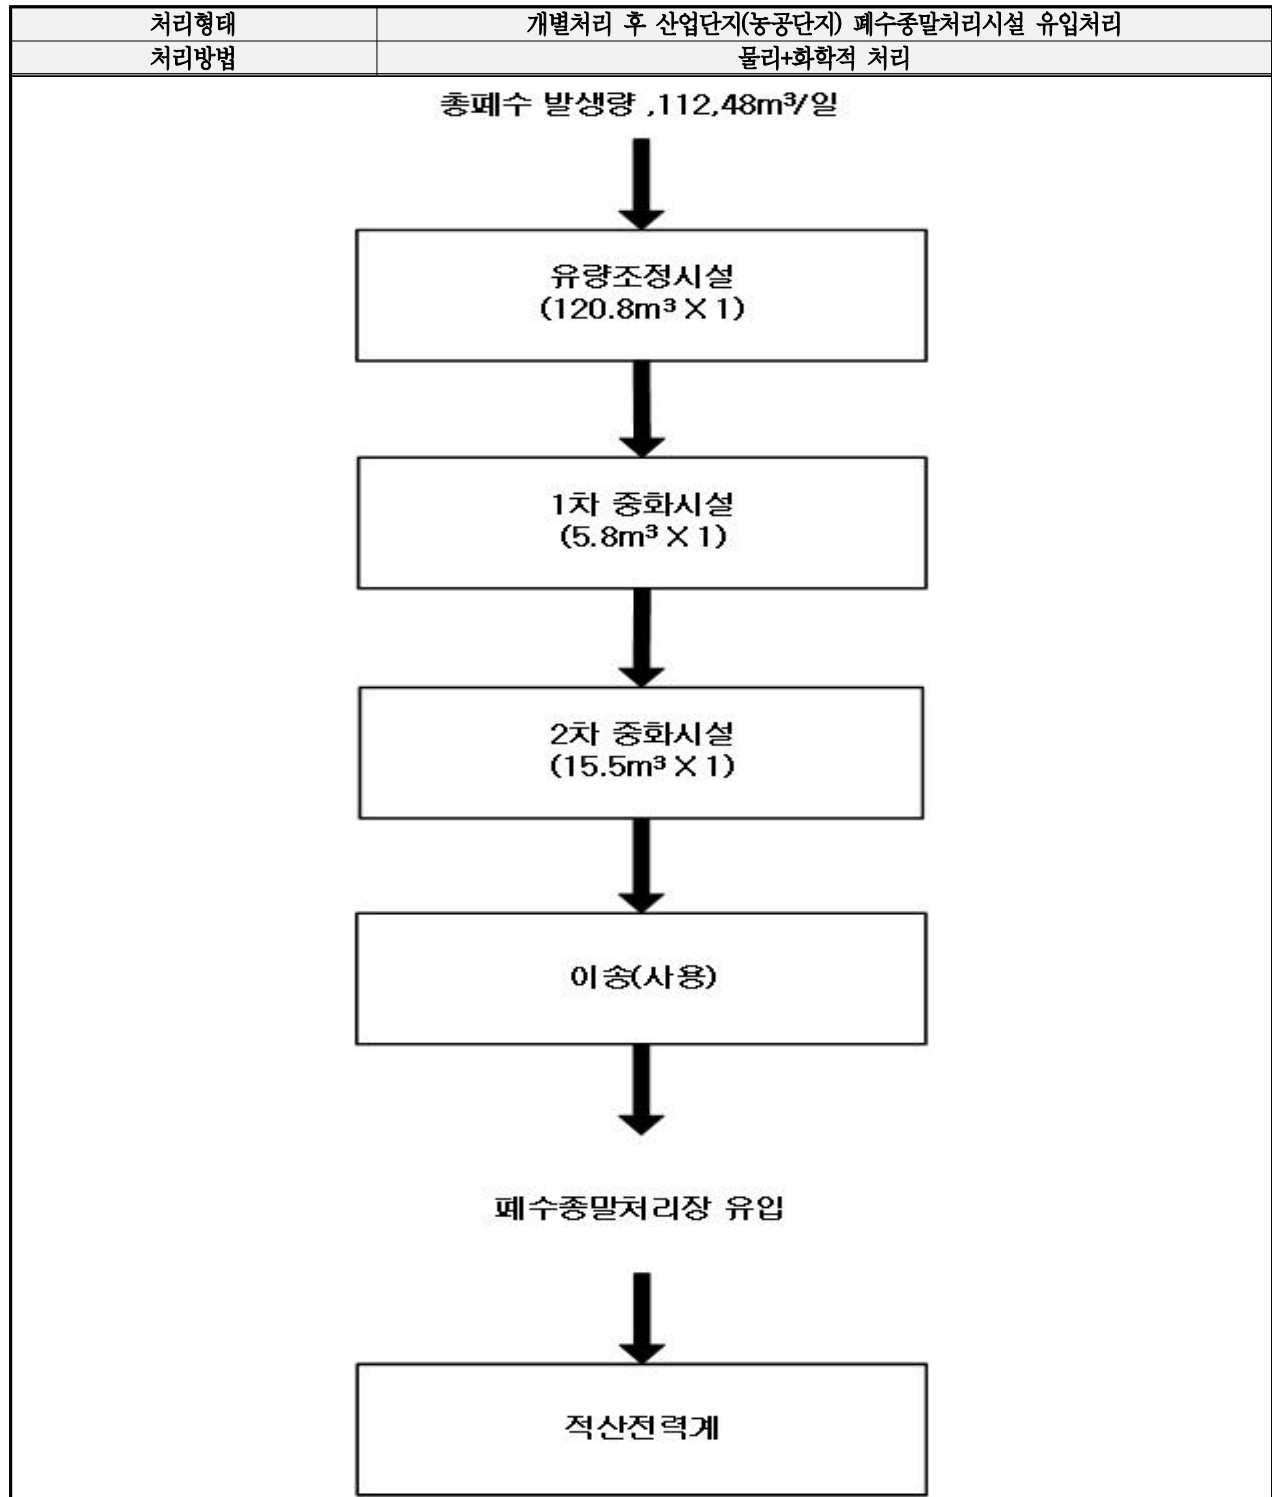 처리형태
개별처리 후 산업단지(농공단지) 폐수종말처리시설 유입처리
처리방법
물리+화학적 처리
총폐수 발생량 ,112,48m³/일
유량조정시설
(120.8m³ X 1)
1차 중화시설
(5.8m³ X 1)
2차 중화시설
(15.5m³ X 1)
이송(사용)
폐수종말처리장 유입
적산전력계